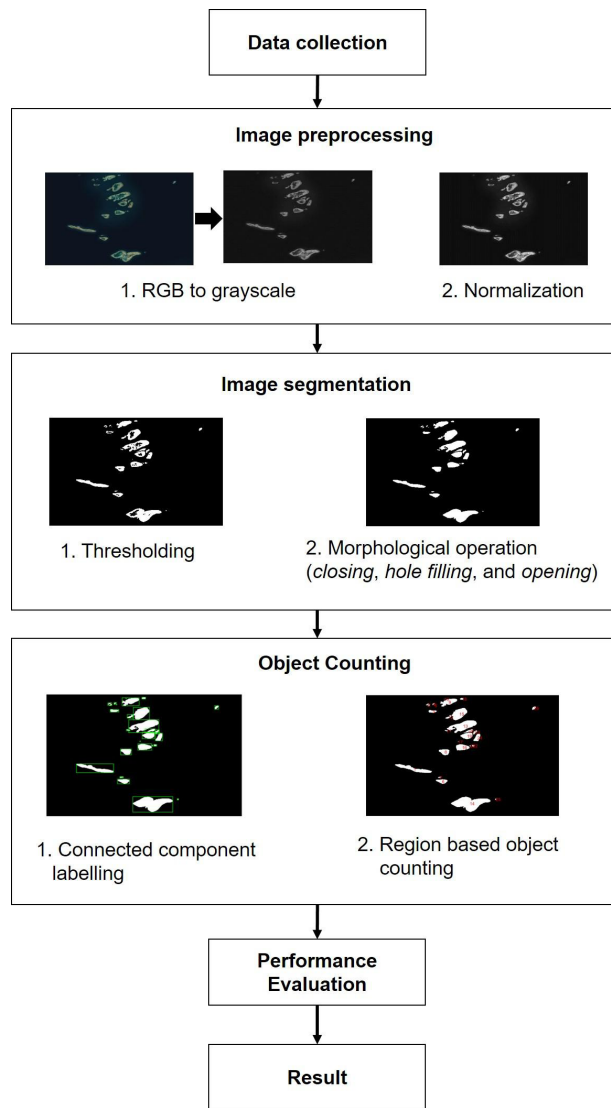 Data collection
Image preprocessing
1. RGB to grayscale
2. Normalization
Image segmentation
1. Thresholding
2. Morphological operation
(closing, hole filling, and opening)
Object Counting
1. Connected component
labelling
2. Region based object
counting
Performance
Evaluation
Result